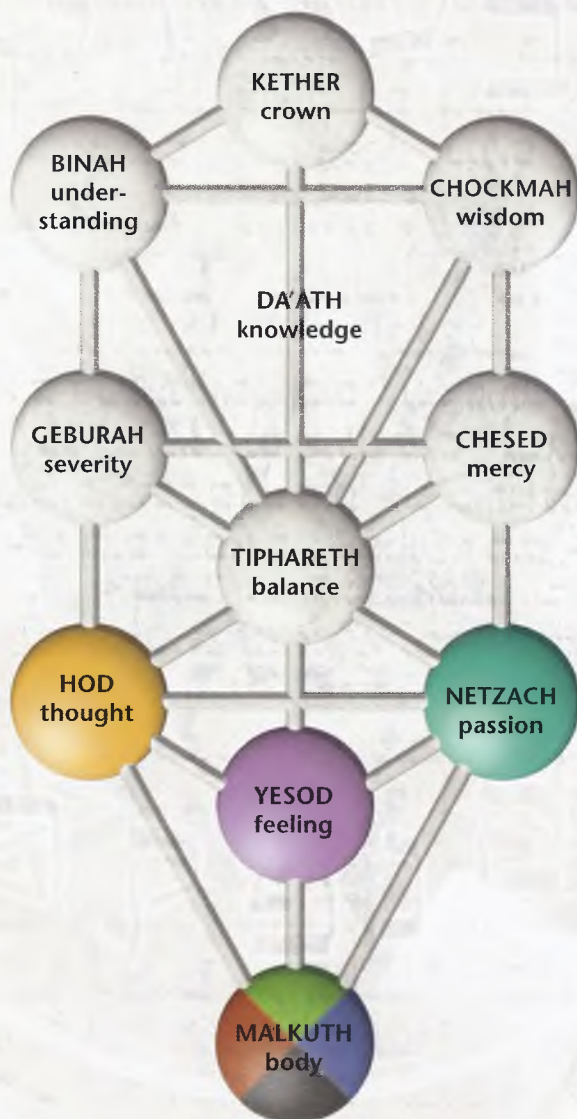 KETHER
crown
BINAH
under-
standing
CHOCKMAH
wisdom
DA'ATH
knowledge
GEBURAH
severity
CHESED
mercy
TIPHARETH
balance
HOD
thought
NETZACH
passion
YESOD
feeling
MALKUTH
body